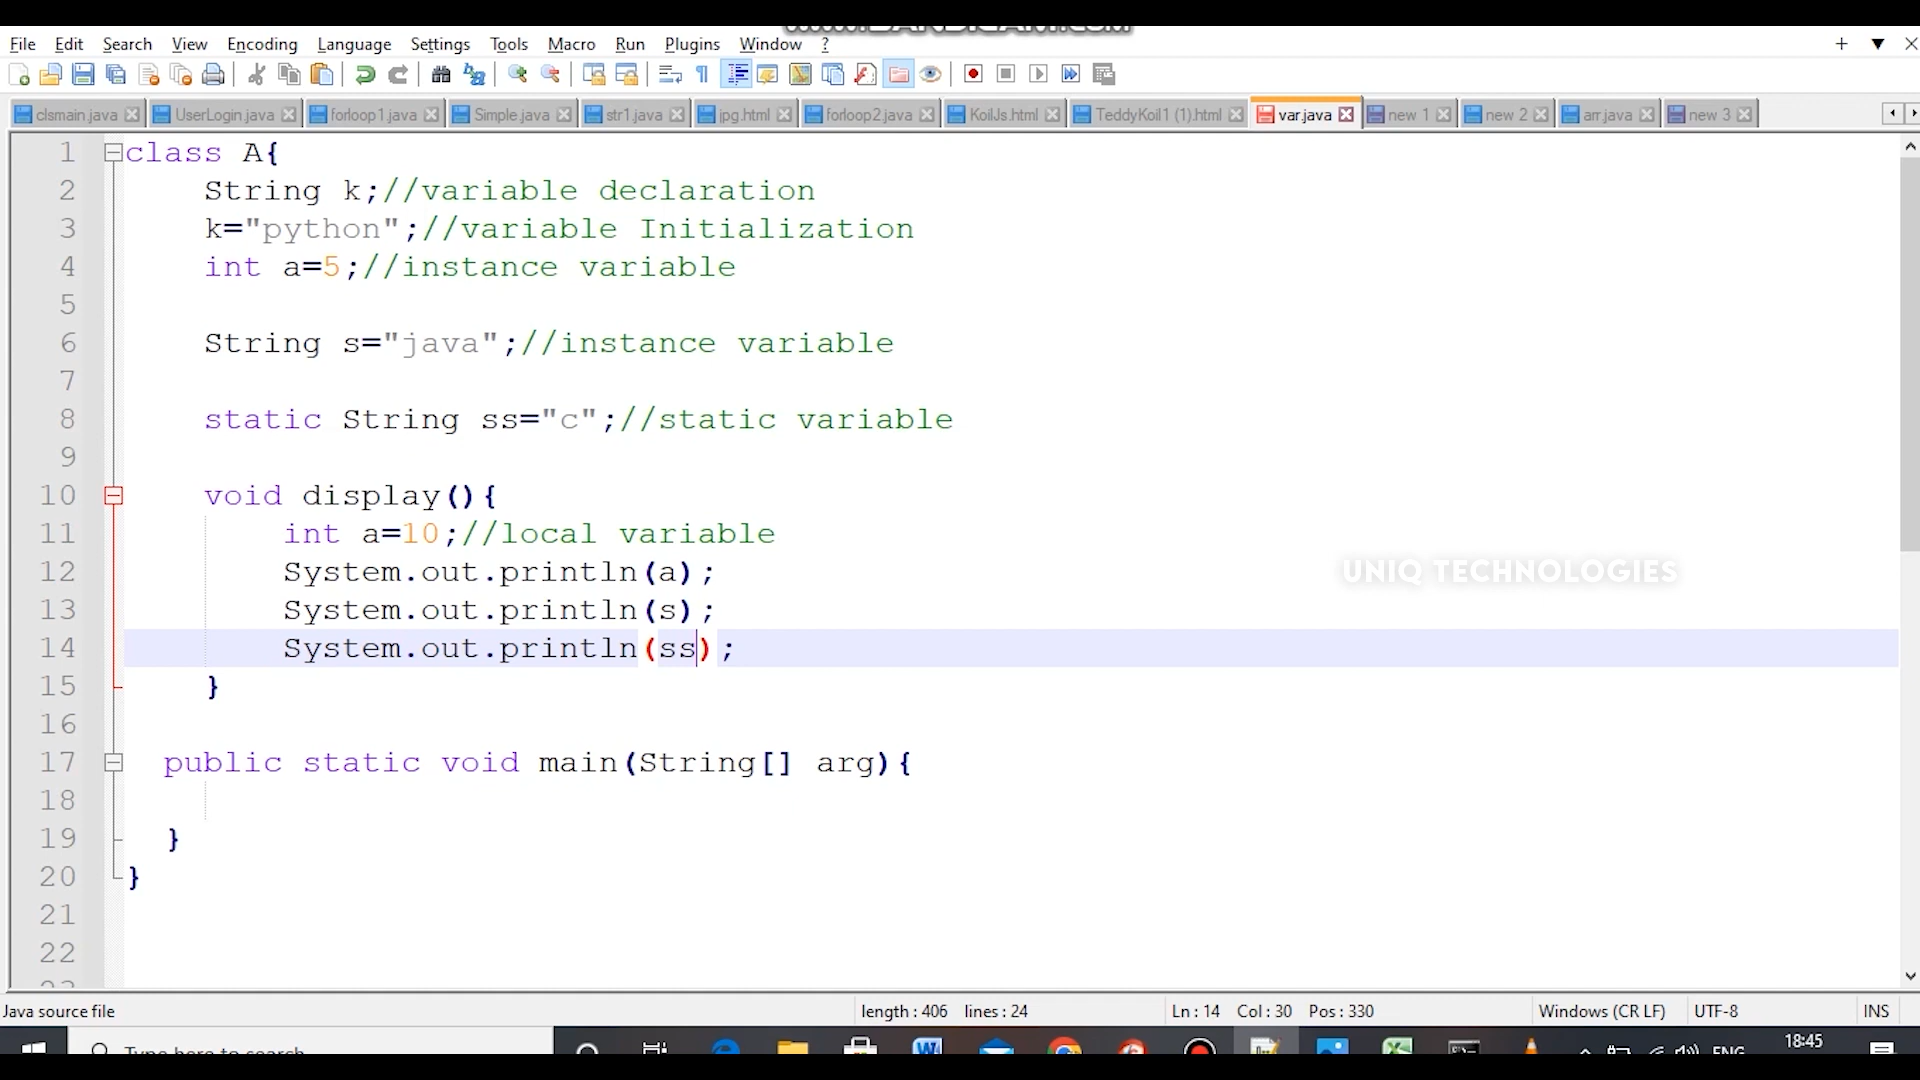 File Edit Search View Encoding Language Settings Tools Macro Run Plugins Window ?
clsmain.java UserLogin.java forloop1.java Simple.java str1.java jpg.html forloop2.java KoilJs.html TeddyKoil1 (1).html var.java new 1 new 2 arr.java new 3
1 class A{
2 String k;//variable declaration
3 k="python";//variable Initialization
4 int a=5;//instance variable
5
6 String s="java";//instance variable
7
8 static String ss="c";//static variable
9
10 void display(){
11 int a=10;//local variable
12 System.out.println(a);
13 System.out.println(s);
14 System.out.println(ss);
15 }
16
17 public static void main(String[] arg){
18
19 }
20 }
21
22
UNIQ TECHNOLOGIES
Java source file length : 406 lines : 24 Ln : 14 Col : 30 Pos : 330 Windows (CR LF) UTF-8 INS
Type here to search ENG 18:45